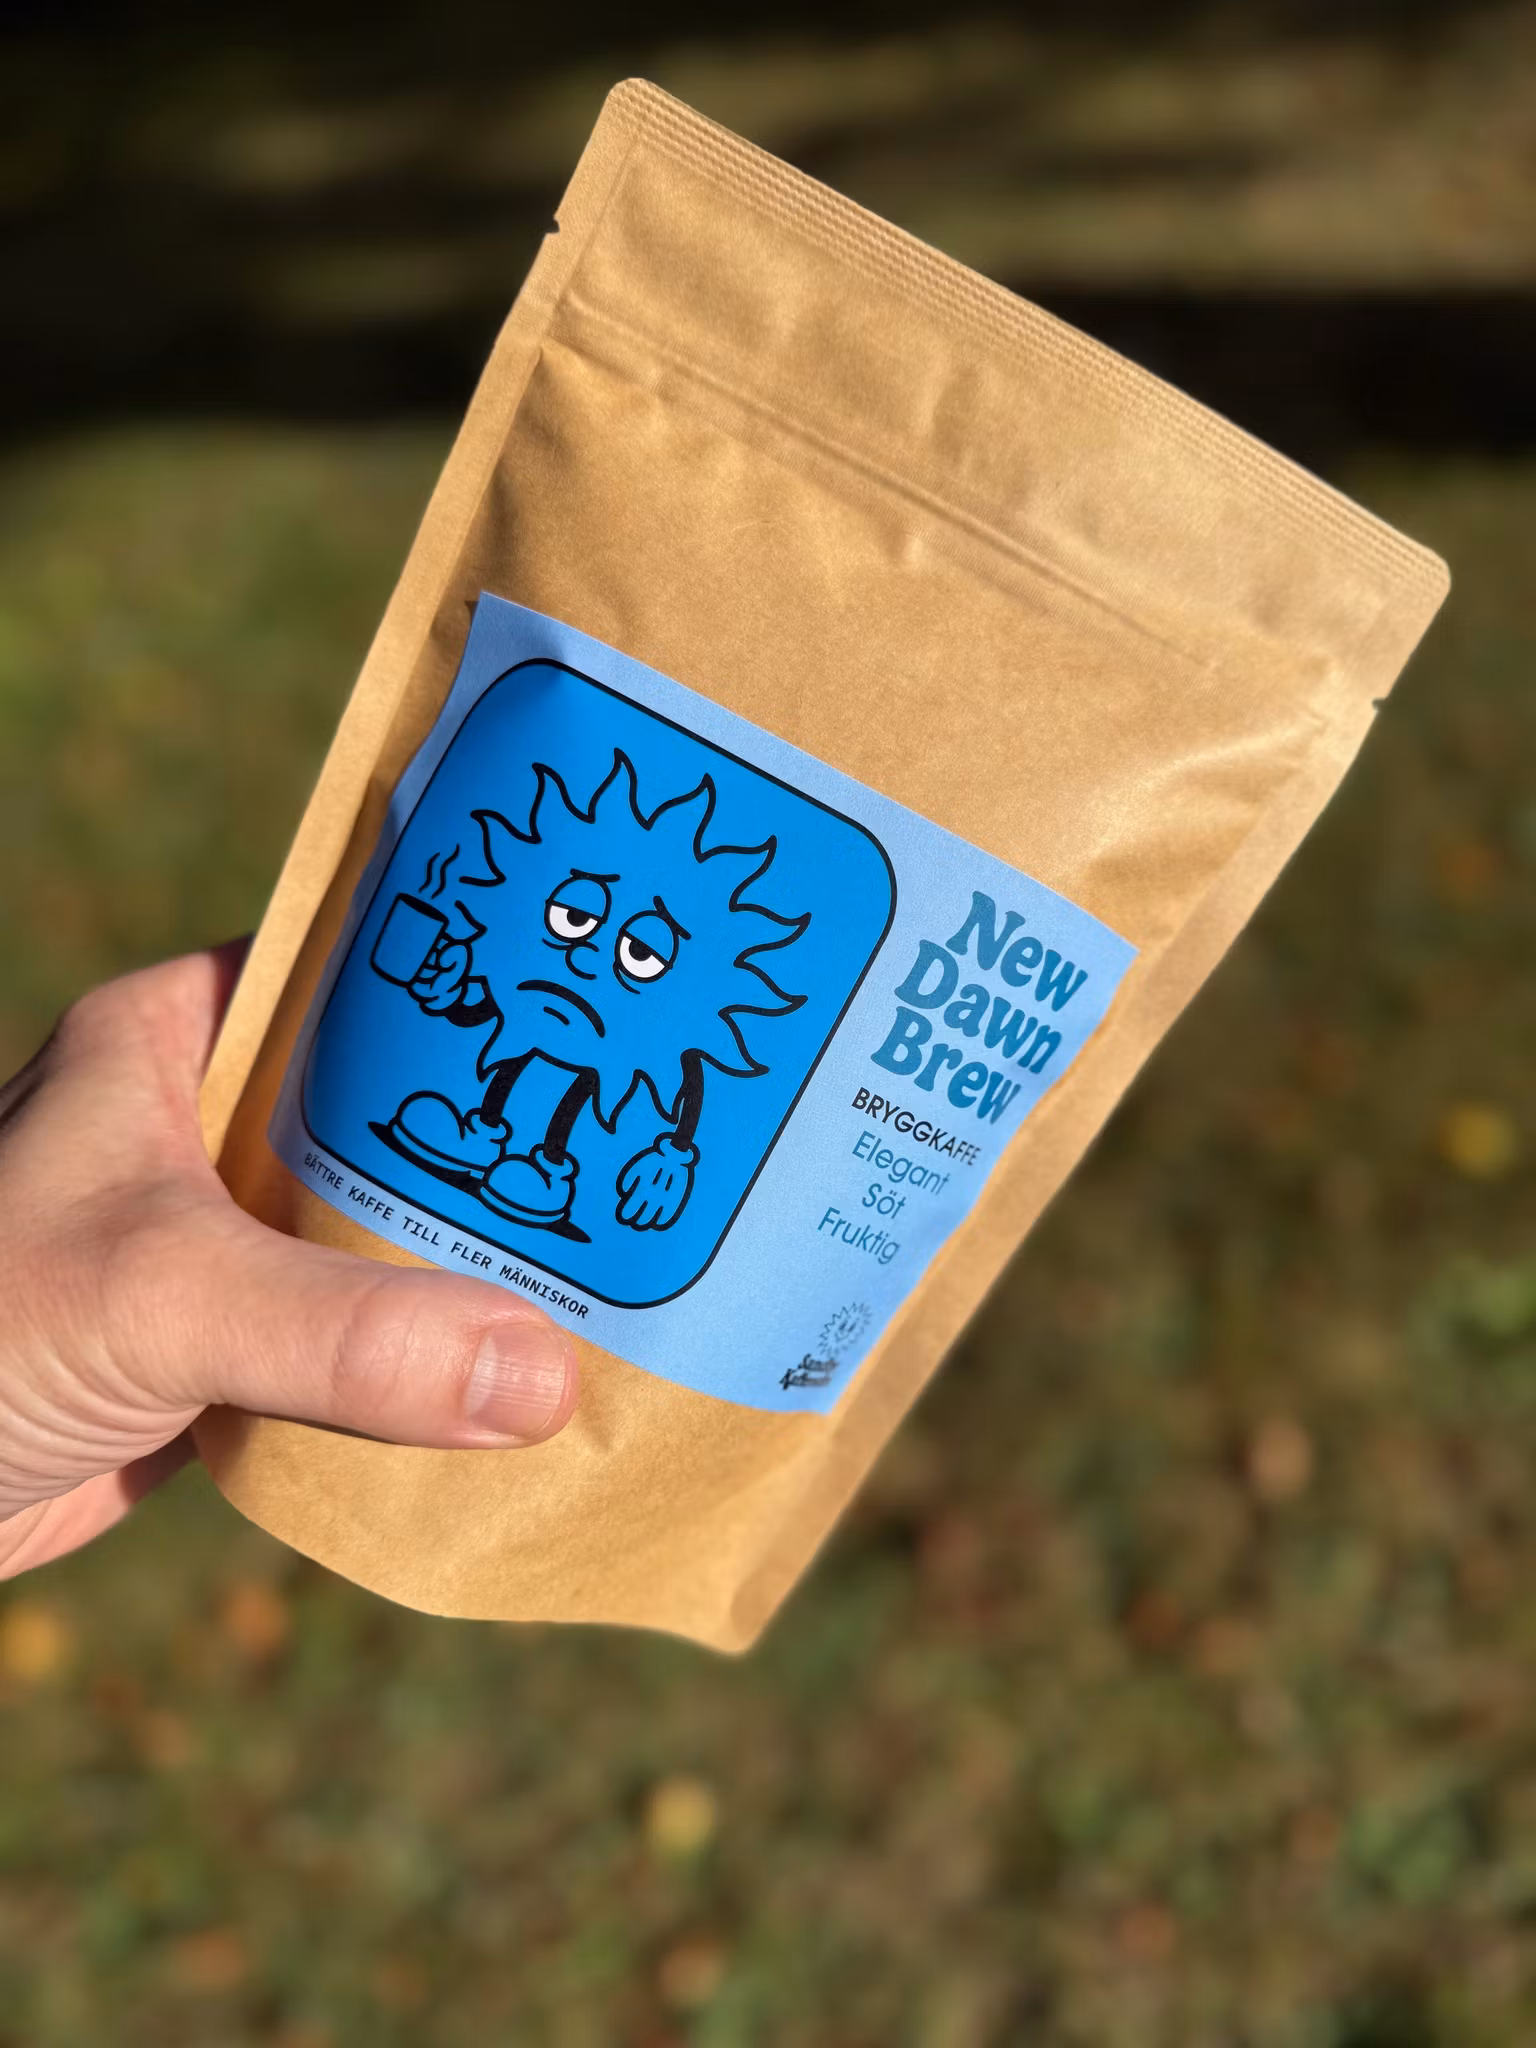 New
Dawn
Brew
BRYGGKAFFE
Elegant
Söt
Fruktig
BÄTTRE KAFFE TILL FLER MÄNNISKOR